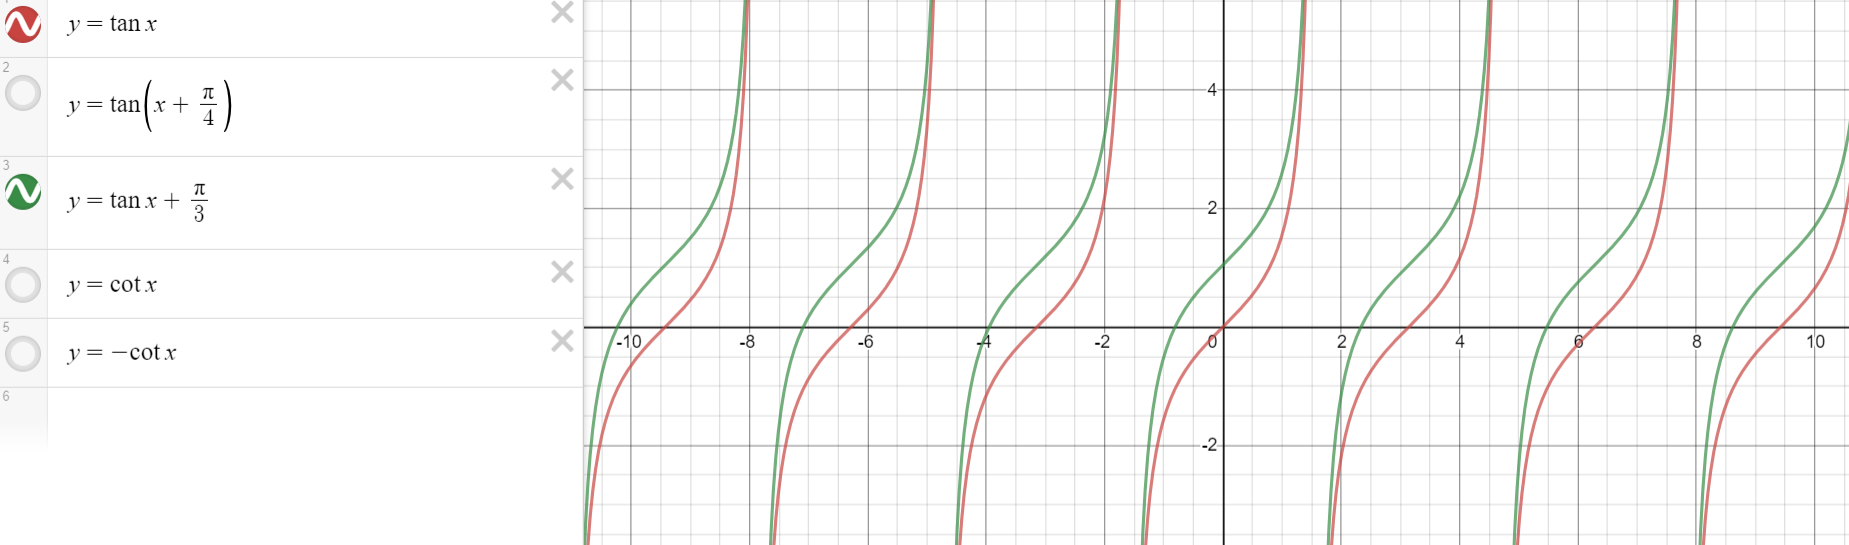 y = tan x
2
y = tan(x + π/4)
3
y = tan x + π/3
4
y = cot x
5
y = −cot x
6
4
2
-10 -8 -6 -4 -2 0 2 4 6 8 10
-2